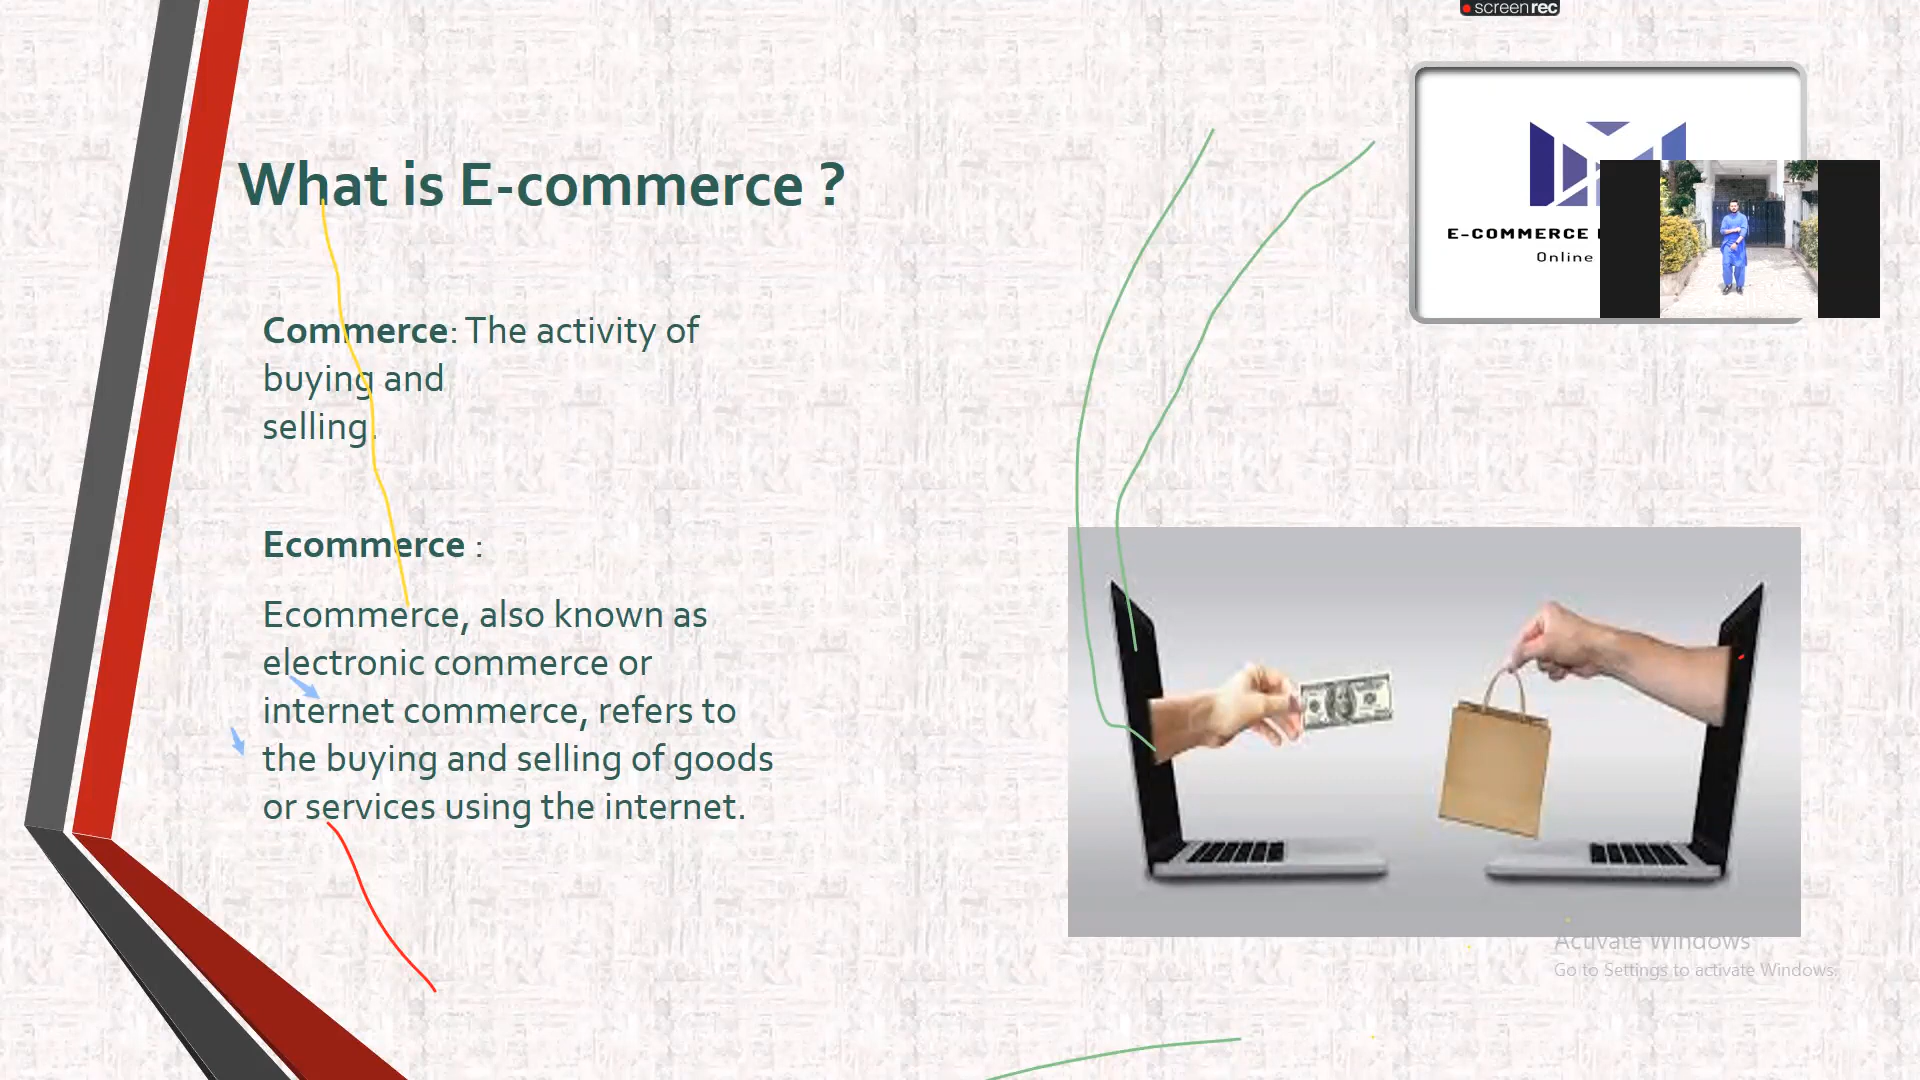 screenrec
What is E-commerce ?
E-COMMERCE
Online
Commerce: The activity of
buying and
selling.
Ecommerce :
Ecommerce, also known as
electronic commerce or
internet commerce, refers to
the buying and selling of goods
or services using the internet.
Activate Windows
Go to Settings to activate Windows.